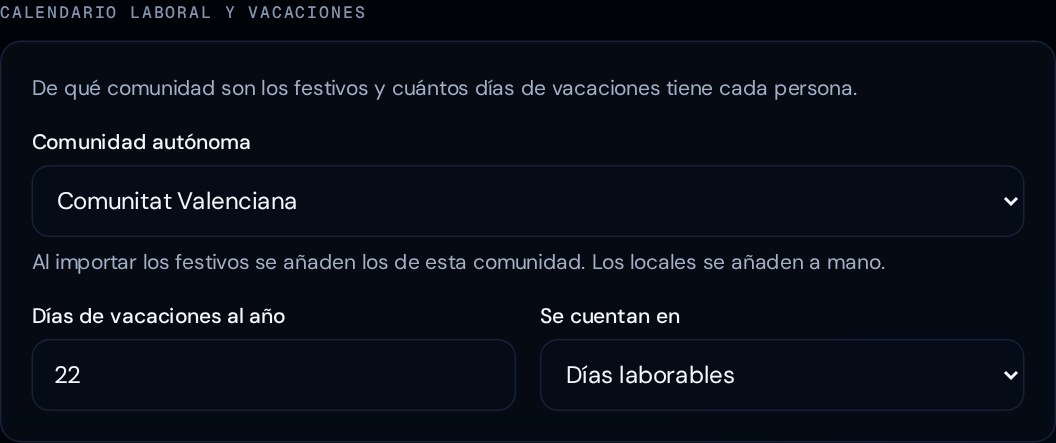 CALENDARIO LABORAL Y VACACIONES
De qué comunidad son los festivos y cuántos días de vacaciones tiene cada persona.
Comunidad autónoma
Comunitat Valenciana
Al importar los festivos se añaden los de esta comunidad. Los locales se añaden a mano.
Días de vacaciones al año
Se cuentan en
22
Días laborables